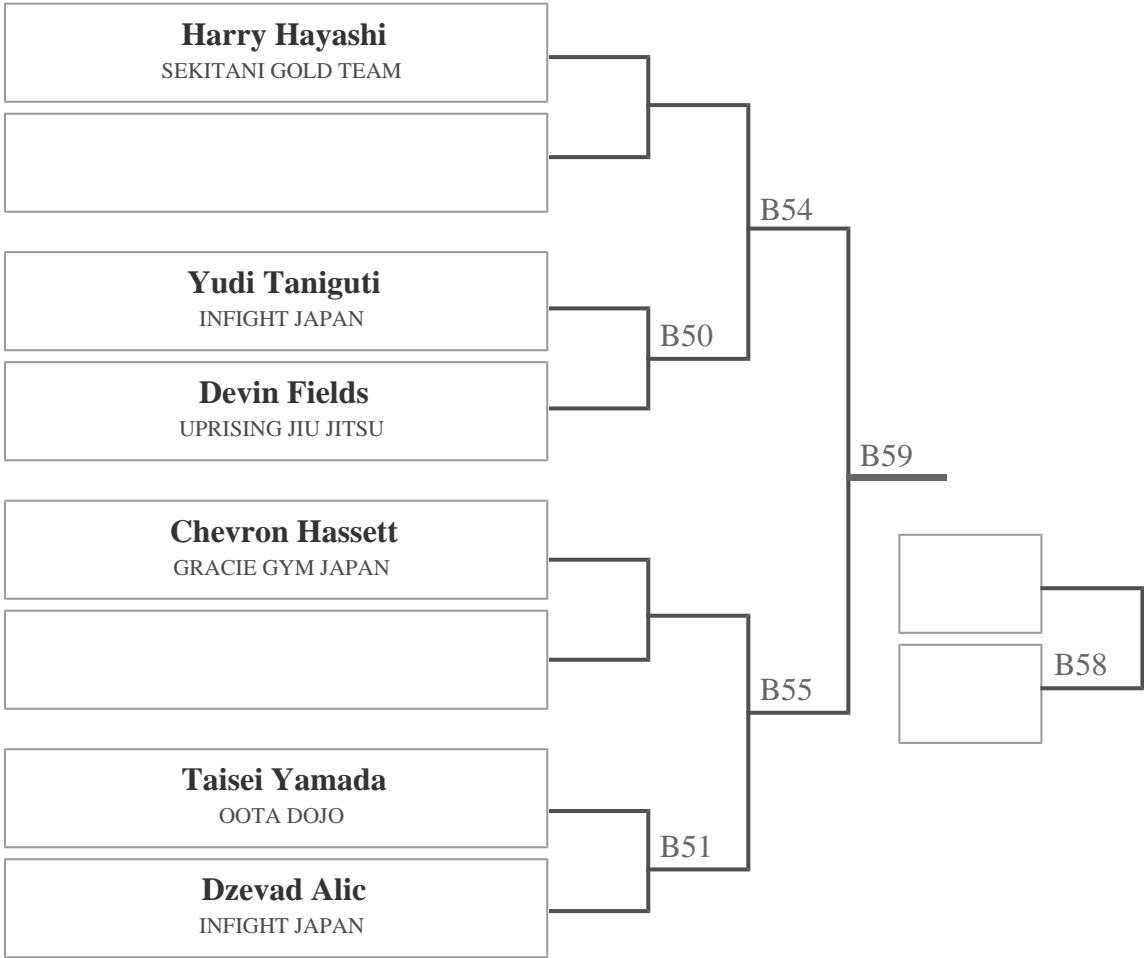 Harry Hayashi
SEKITANI GOLD TEAM
B54
Yudi Taniguti
INFIGHT JAPAN
B50
Devin Fields
UPRISING JIU JITSU
B59
Chevron Hassett
GRACIE GYM JAPAN
B58
B55
Taisei Yamada
OOTA DOJO
B51
Dzevad Alic
INFIGHT JAPAN